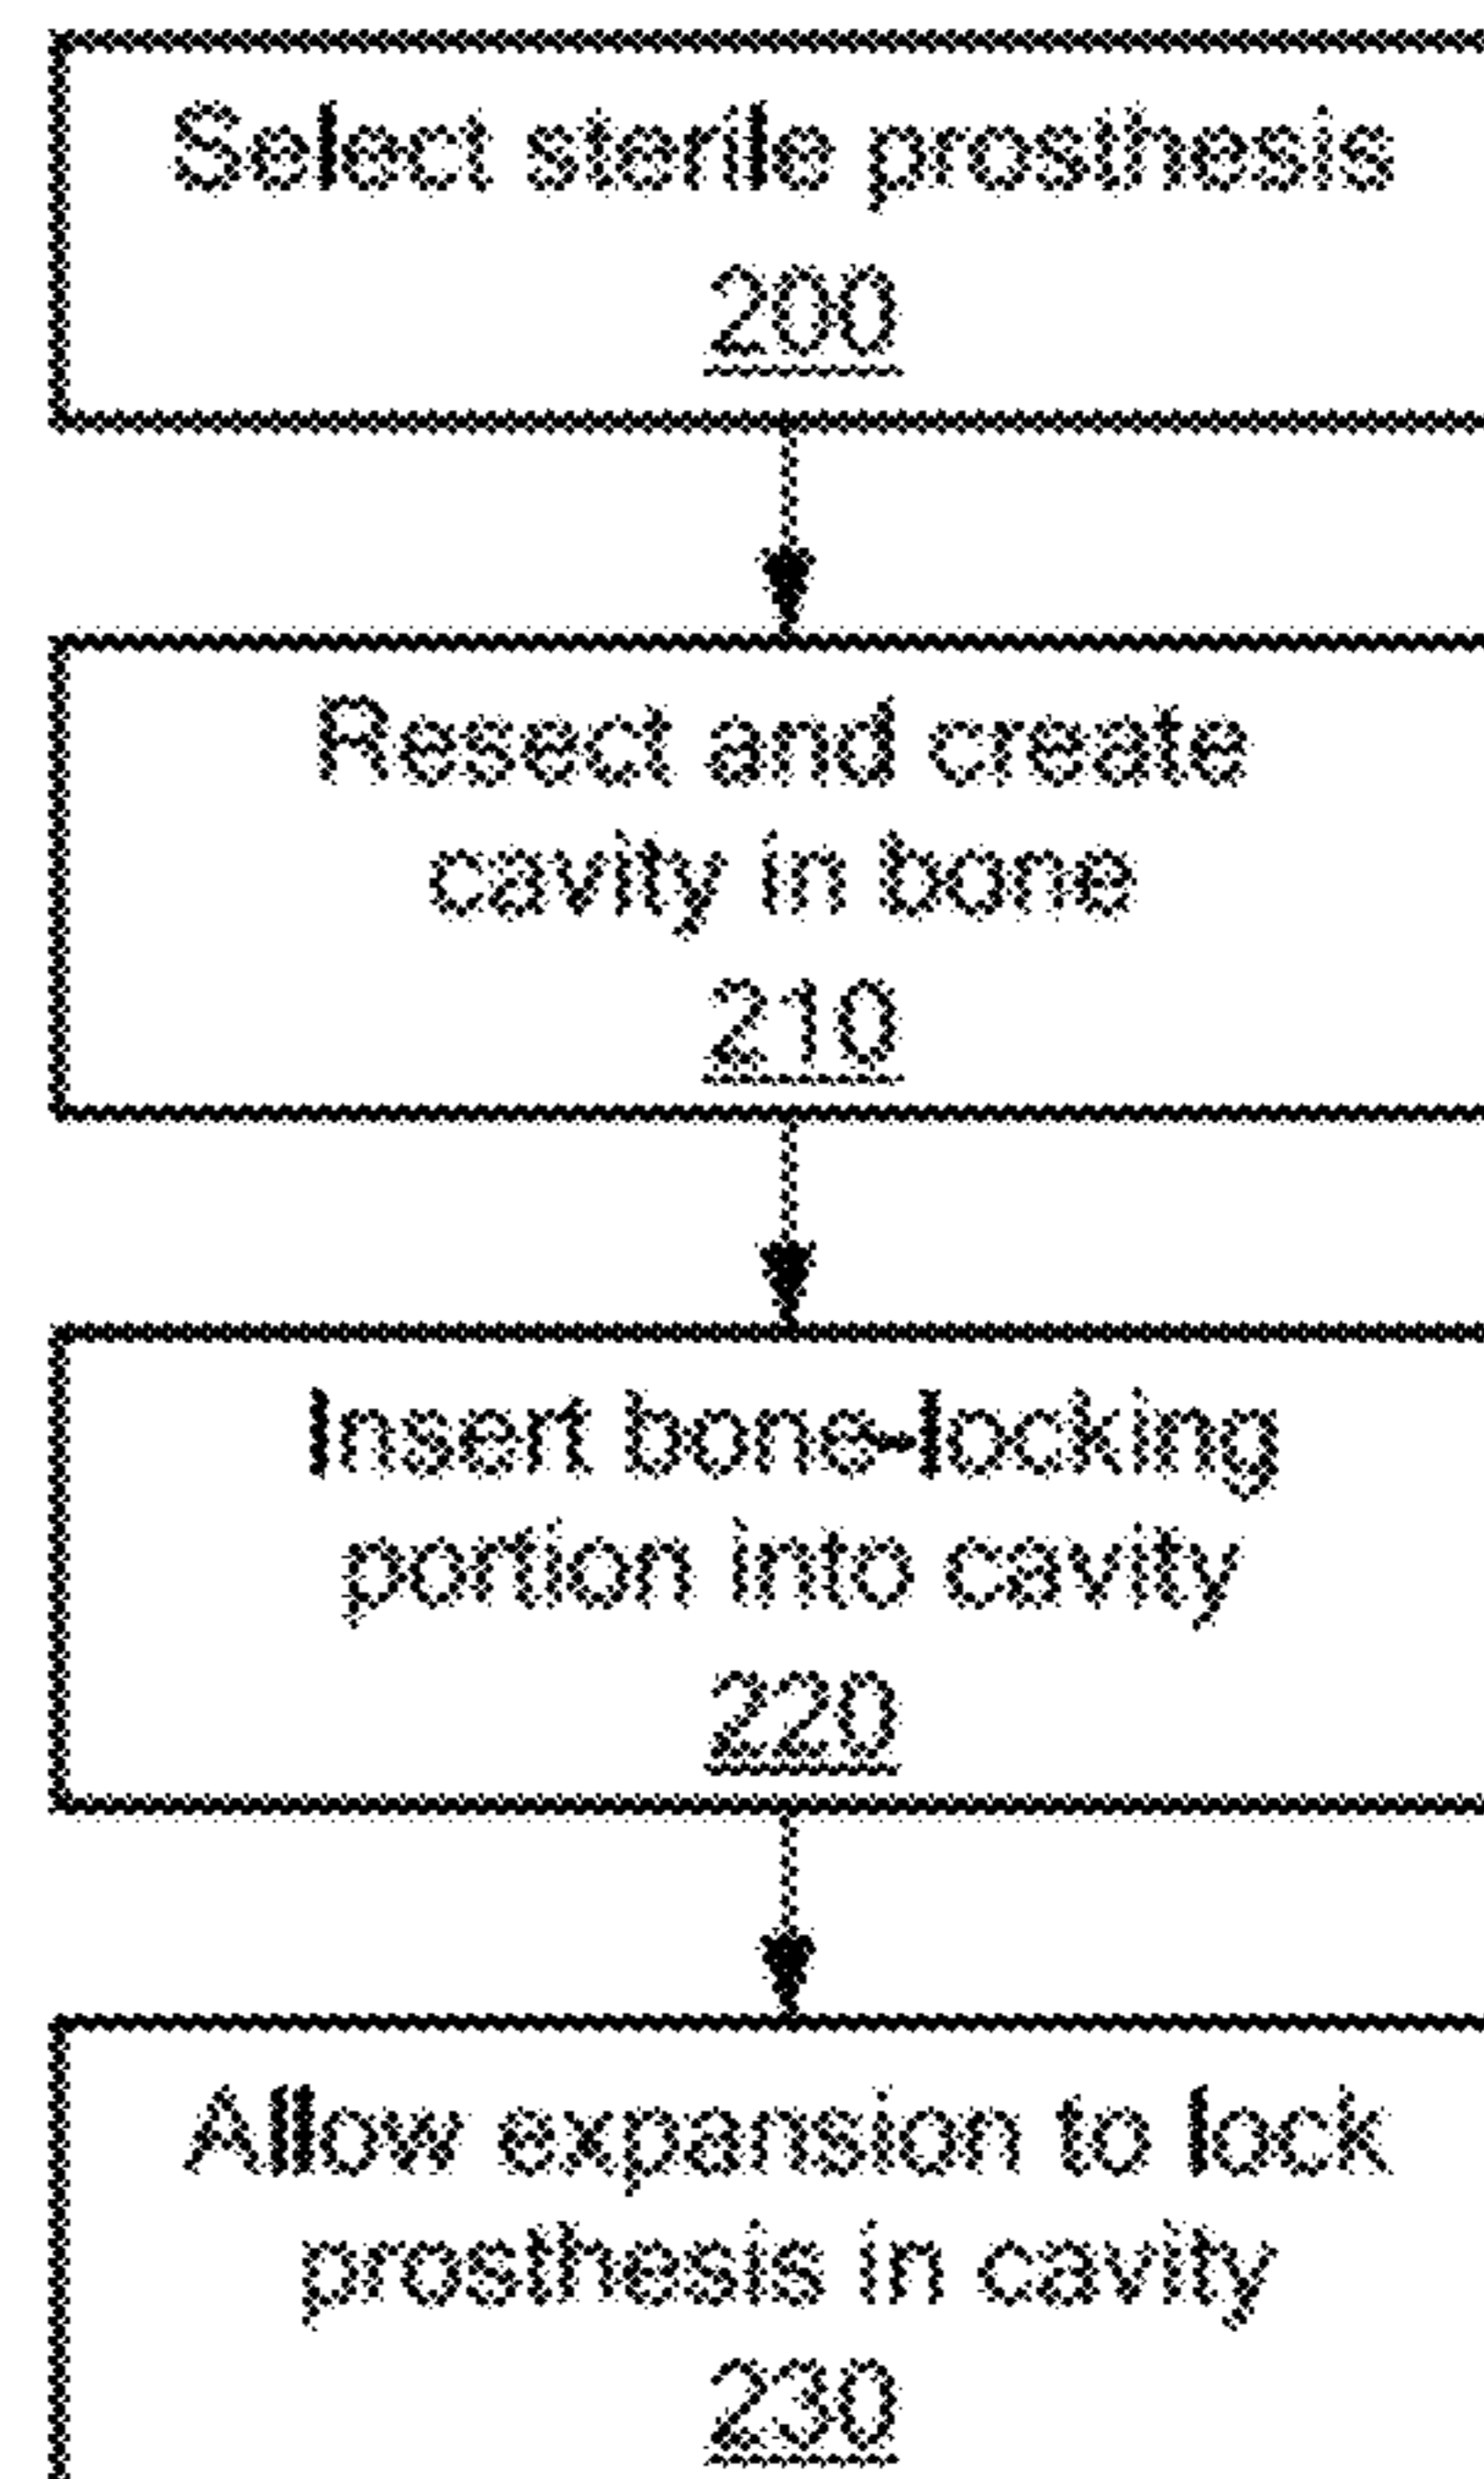 Select sterile prosthesis
200
Resect and create
cavity in bone
210
Insert bone-locking
portion into cavity
220
Allow expansion to lock
prosthesis in cavity
230